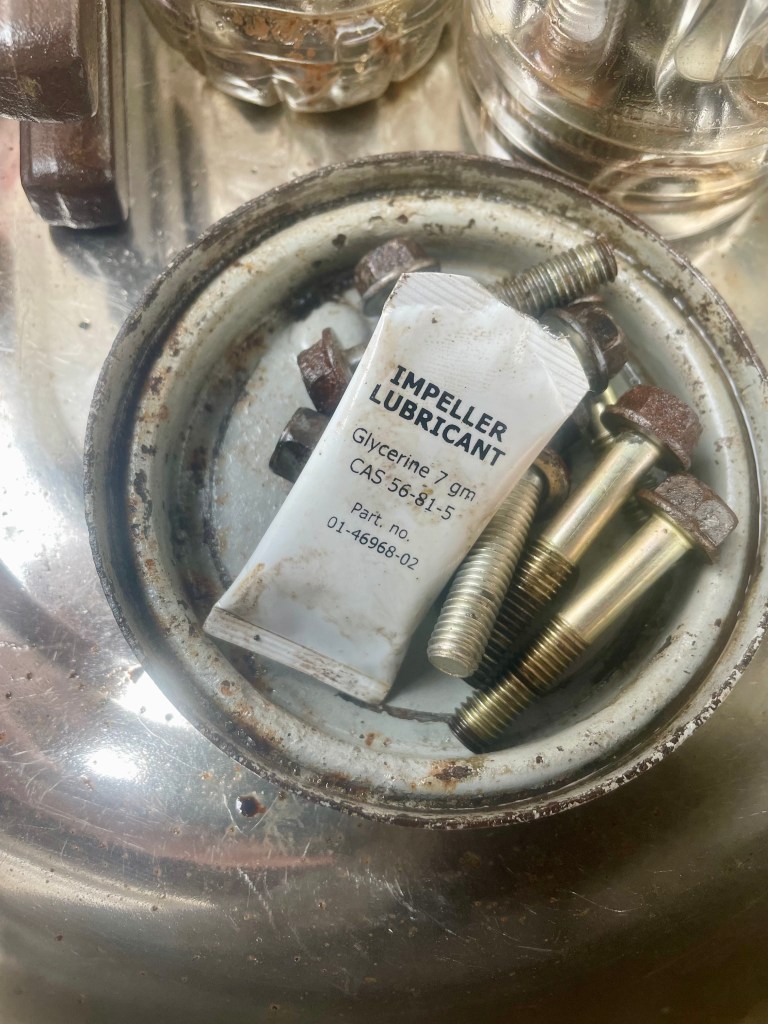 IMPELLER
LUBRICANT
Glycerine 7 gm
CAS 56-81-5
Part. no.
01-46968-02